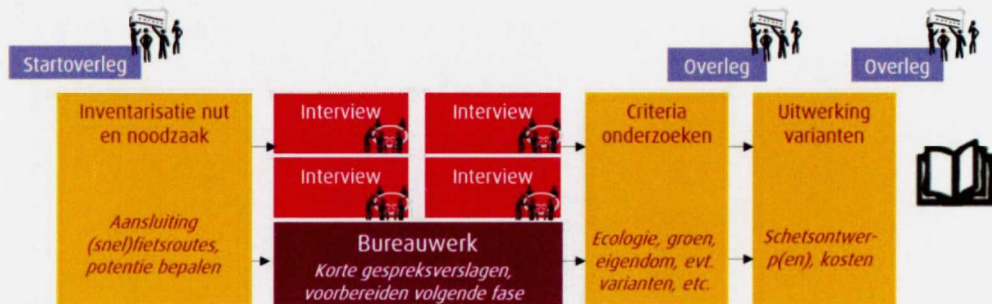 Startoverleg
Overleg
Overleg
Inventarisatie nut
en noodzaak
Aansluiting
(snel)fietsroutes,
potentie bepalen
Interview
Interview
Interview
Interview
Bureauwerk
Korte gespreksverslagen,
voorbereiden volgende fase
Criteria
onderzoeken
Ecologie, groen,
eigendom, evt.
varianten, etc.
Uitwerking
varianten
Schetsontwer-
p(en), kosten